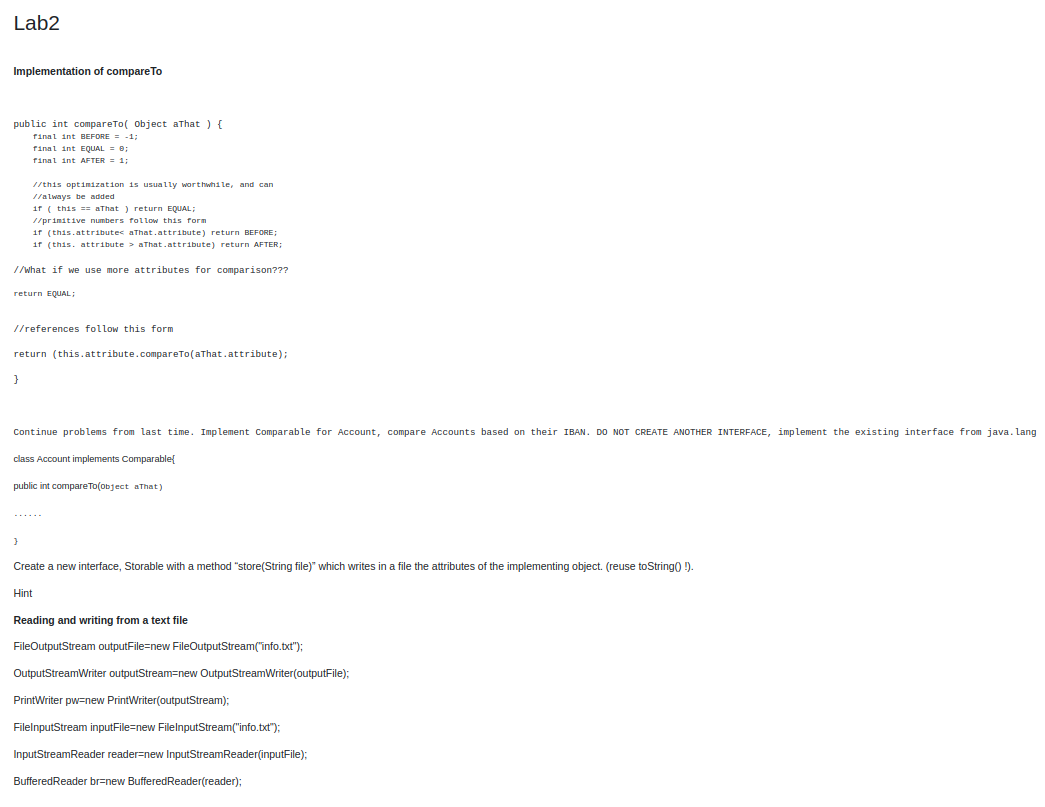 Lab2
Implementation of compareTo
public int compareTo( Object aThat ) {
final int BEFORE = -1;
final int EQUAL = 0;
final int AFTER = 1;
//this optimization is usually worthwhile, and can
//always be added
if ( this == aThat ) return EQUAL;
//primitive numbers follow this form
if (this.attribute< aThat.attribute) return BEFORE;
if (this. attribute > aThat.attribute) return AFTER;
//What if we use more attributes for comparison???
return EQUAL;
//references follow this form
return (this.attribute.compareTo(aThat.attribute);
}
Continue problems from last time. Implement Comparable for Account, compare Accounts based on their IBAN. DO NOT CREATE ANOTHER INTERFACE, implement the existing interface from java.lang
class Account implements Comparable{
public int compareTo(Object aThat)
......
}
Create a new interface, Storable with a method “store(String file)” which writes in a file the attributes of the implementing object. (reuse toString() !).
Hint
Reading and writing from a text file
FileOutputStream outputFile=new FileOutputStream("info.txt");
OutputStreamWriter outputStream=new OutputStreamWriter(outputFile);
PrintWriter pw=new PrintWriter(outputStream);
FileInputStream inputFile=new FileInputStream("info.txt");
InputStreamReader reader=new InputStreamReader(inputFile);
BufferedReader br=new BufferedReader(reader);